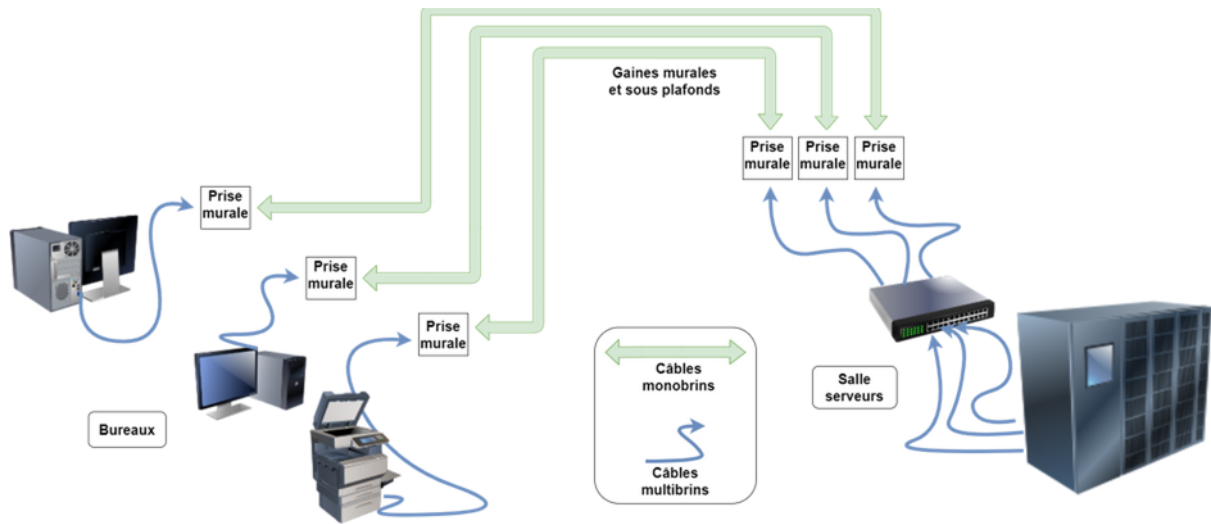 Gaines murales
et sous plafonds
Prise
murale
Prise
murale
Prise
murale
Prise
murale
Prise
murale
Prise
murale
Câbles
monobrins
Salle
serveurs
Bureaux
Câbles
multibrins